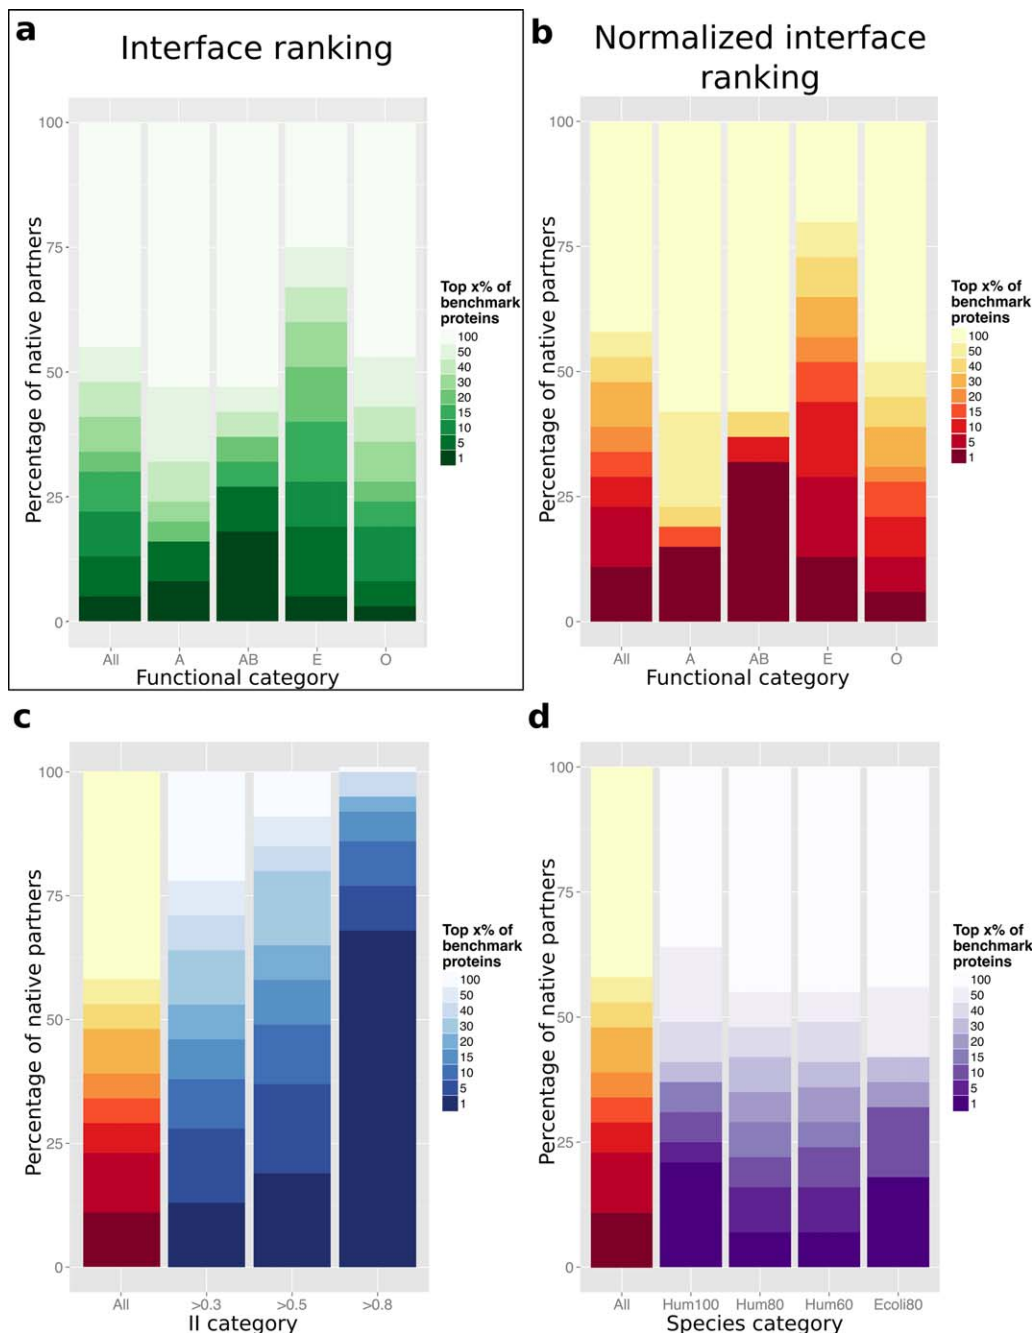 a
Interface ranking
Percentage of native partners
100
75
50
25
0
All A AB E O
Functional category
Top x% of
benchmark
proteins
100
50
40
30
20
15
10
5
1
b
Normalized interface
ranking
Percentage of native partners
100
75
50
25
0
All A AB E O
Functional category
Top x% of
benchmark
proteins
100
50
40
30
20
15
10
5
1
c
Percentage of native partners
100
75
50
25
0
All >0.3 >0.5 >0.8
II category
Top x% of
benchmark
proteins
100
50
40
30
20
15
10
5
1
d
Percentage of native partners
100
75
50
25
0
All Hum100 Hum80 Hum60 Ecoli80
Species category
Top x% of
benchmark
proteins
100
50
40
30
20
15
10
5
1